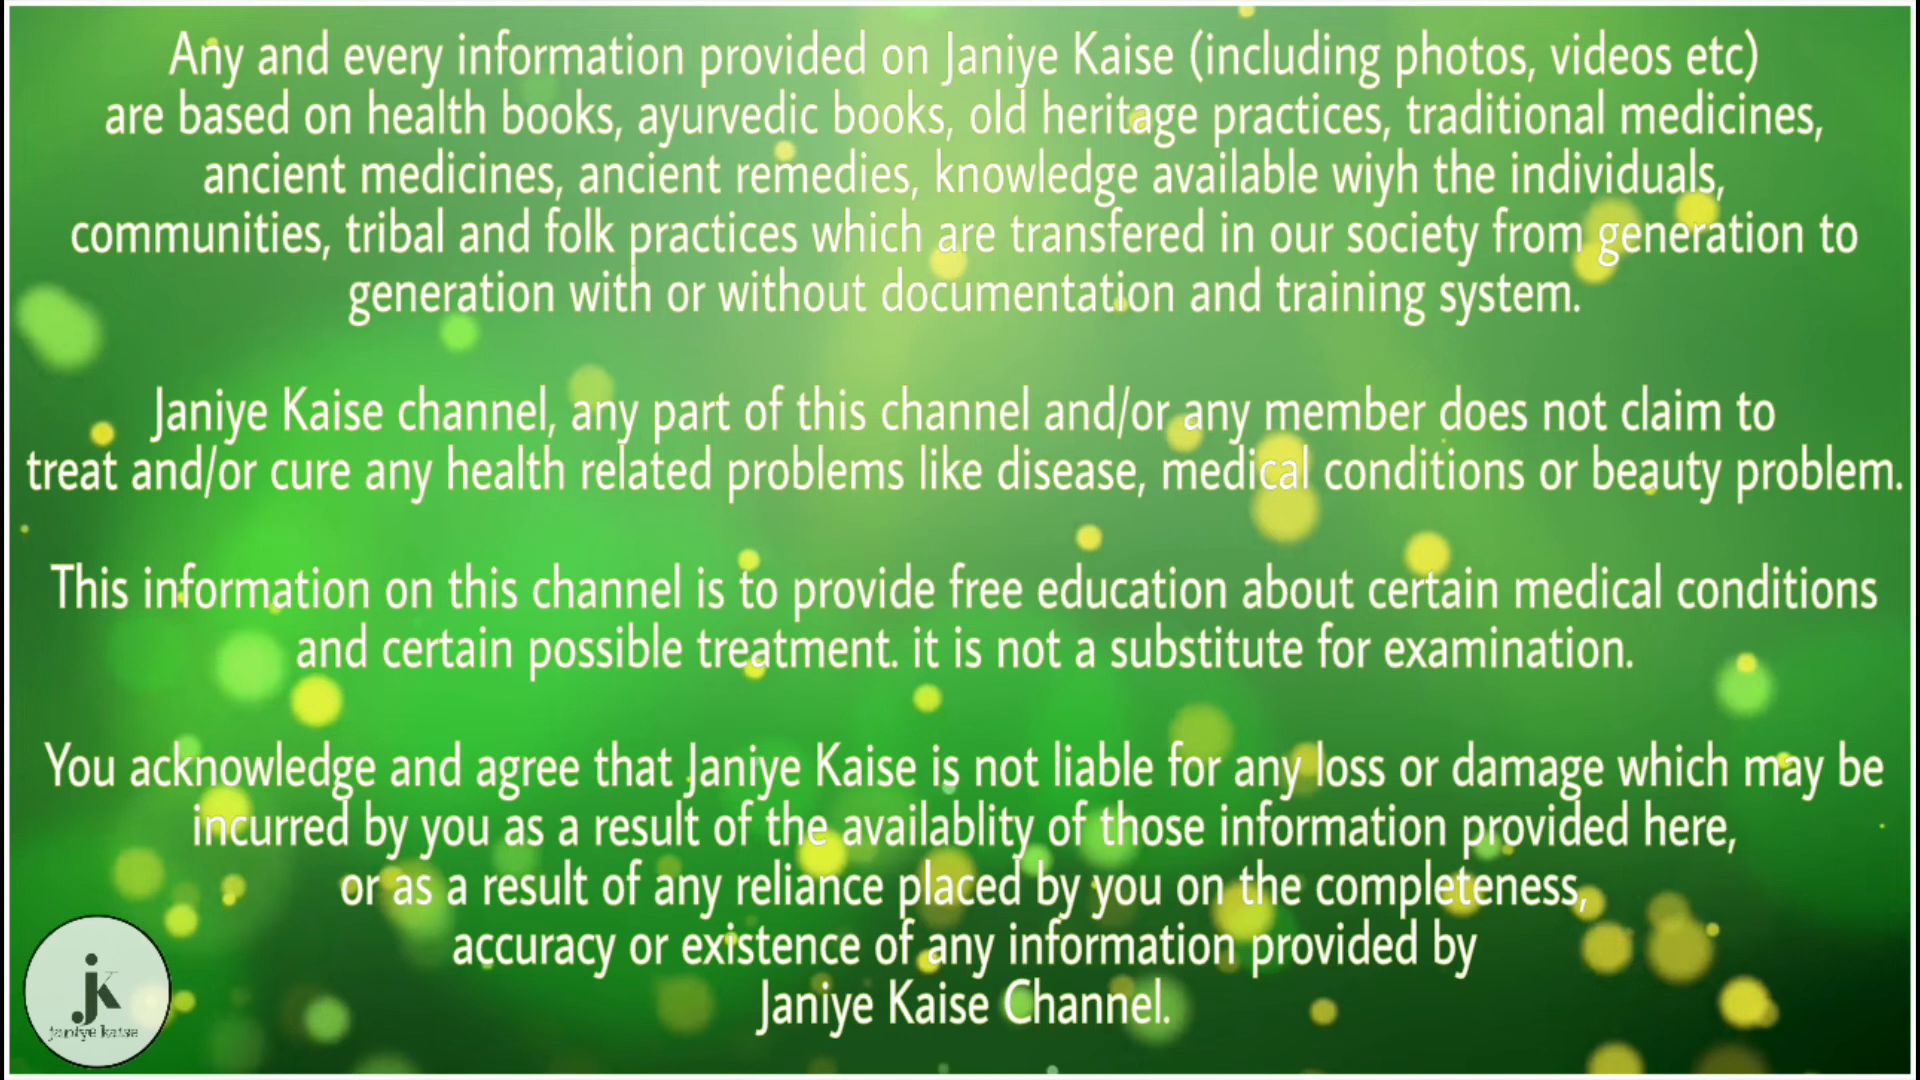 Any and every information provided on Janiye Kaise (including photos, videos etc)
are based on health books, ayurvedic books, old heritage practices, traditional medicines,
ancient medicines, ancient remedies, knowledge available wiyh the individuals,
communities, tribal and folk practices which are transfered in our society from generation to
generation with or without documentation and training system.
Janiye Kaise channel, any part of this channel and/or any member does not claim to
treat and/or cure any health related problems like disease, medical conditions or beauty problem.
This information on this channel is to provide free education about certain medical conditions
and certain possible treatment. it is not a substitute for examination.
You acknowledge and agree that Janiye Kaise is not liable for any loss or damage which may be
incurred by you as a result of the availablity of those information provided here,
or as a result of any reliance placed by you on the completeness,
accuracy or existence of any information provided by
Janiye Kaise Channel.
jk
janiye kaise